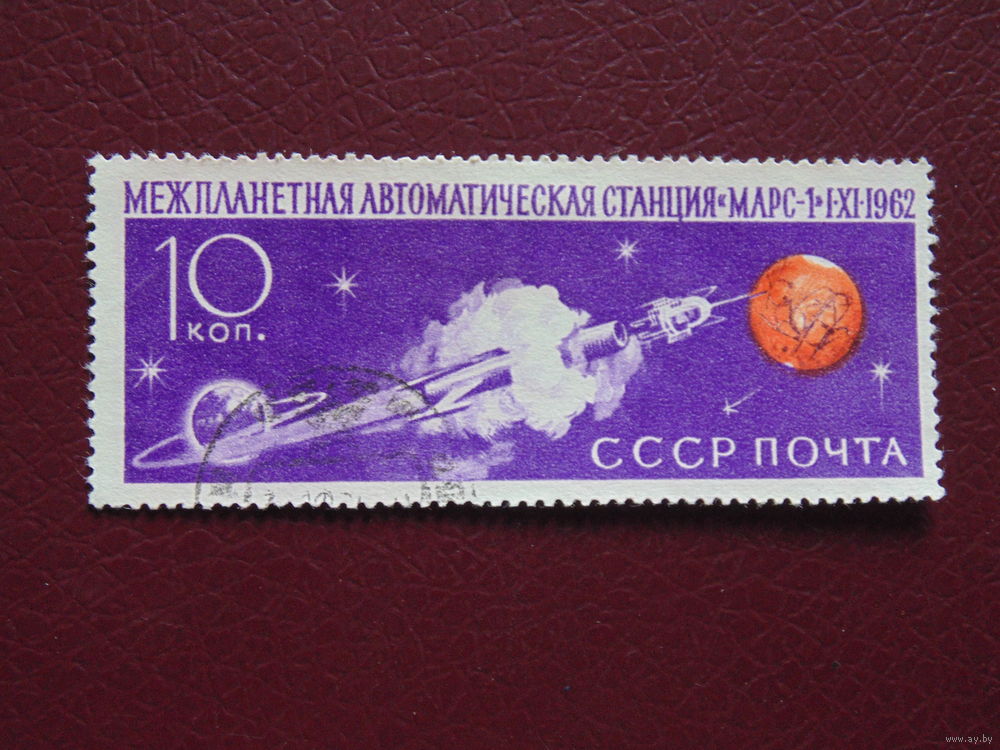 МЕЖПЛАНЕТНАЯ АВТОМАТИЧЕСКАЯ СТАНЦИЯ «МАРС-1» I·XI·1962
10
КОП.
СССР ПОЧТА
www.ay.by